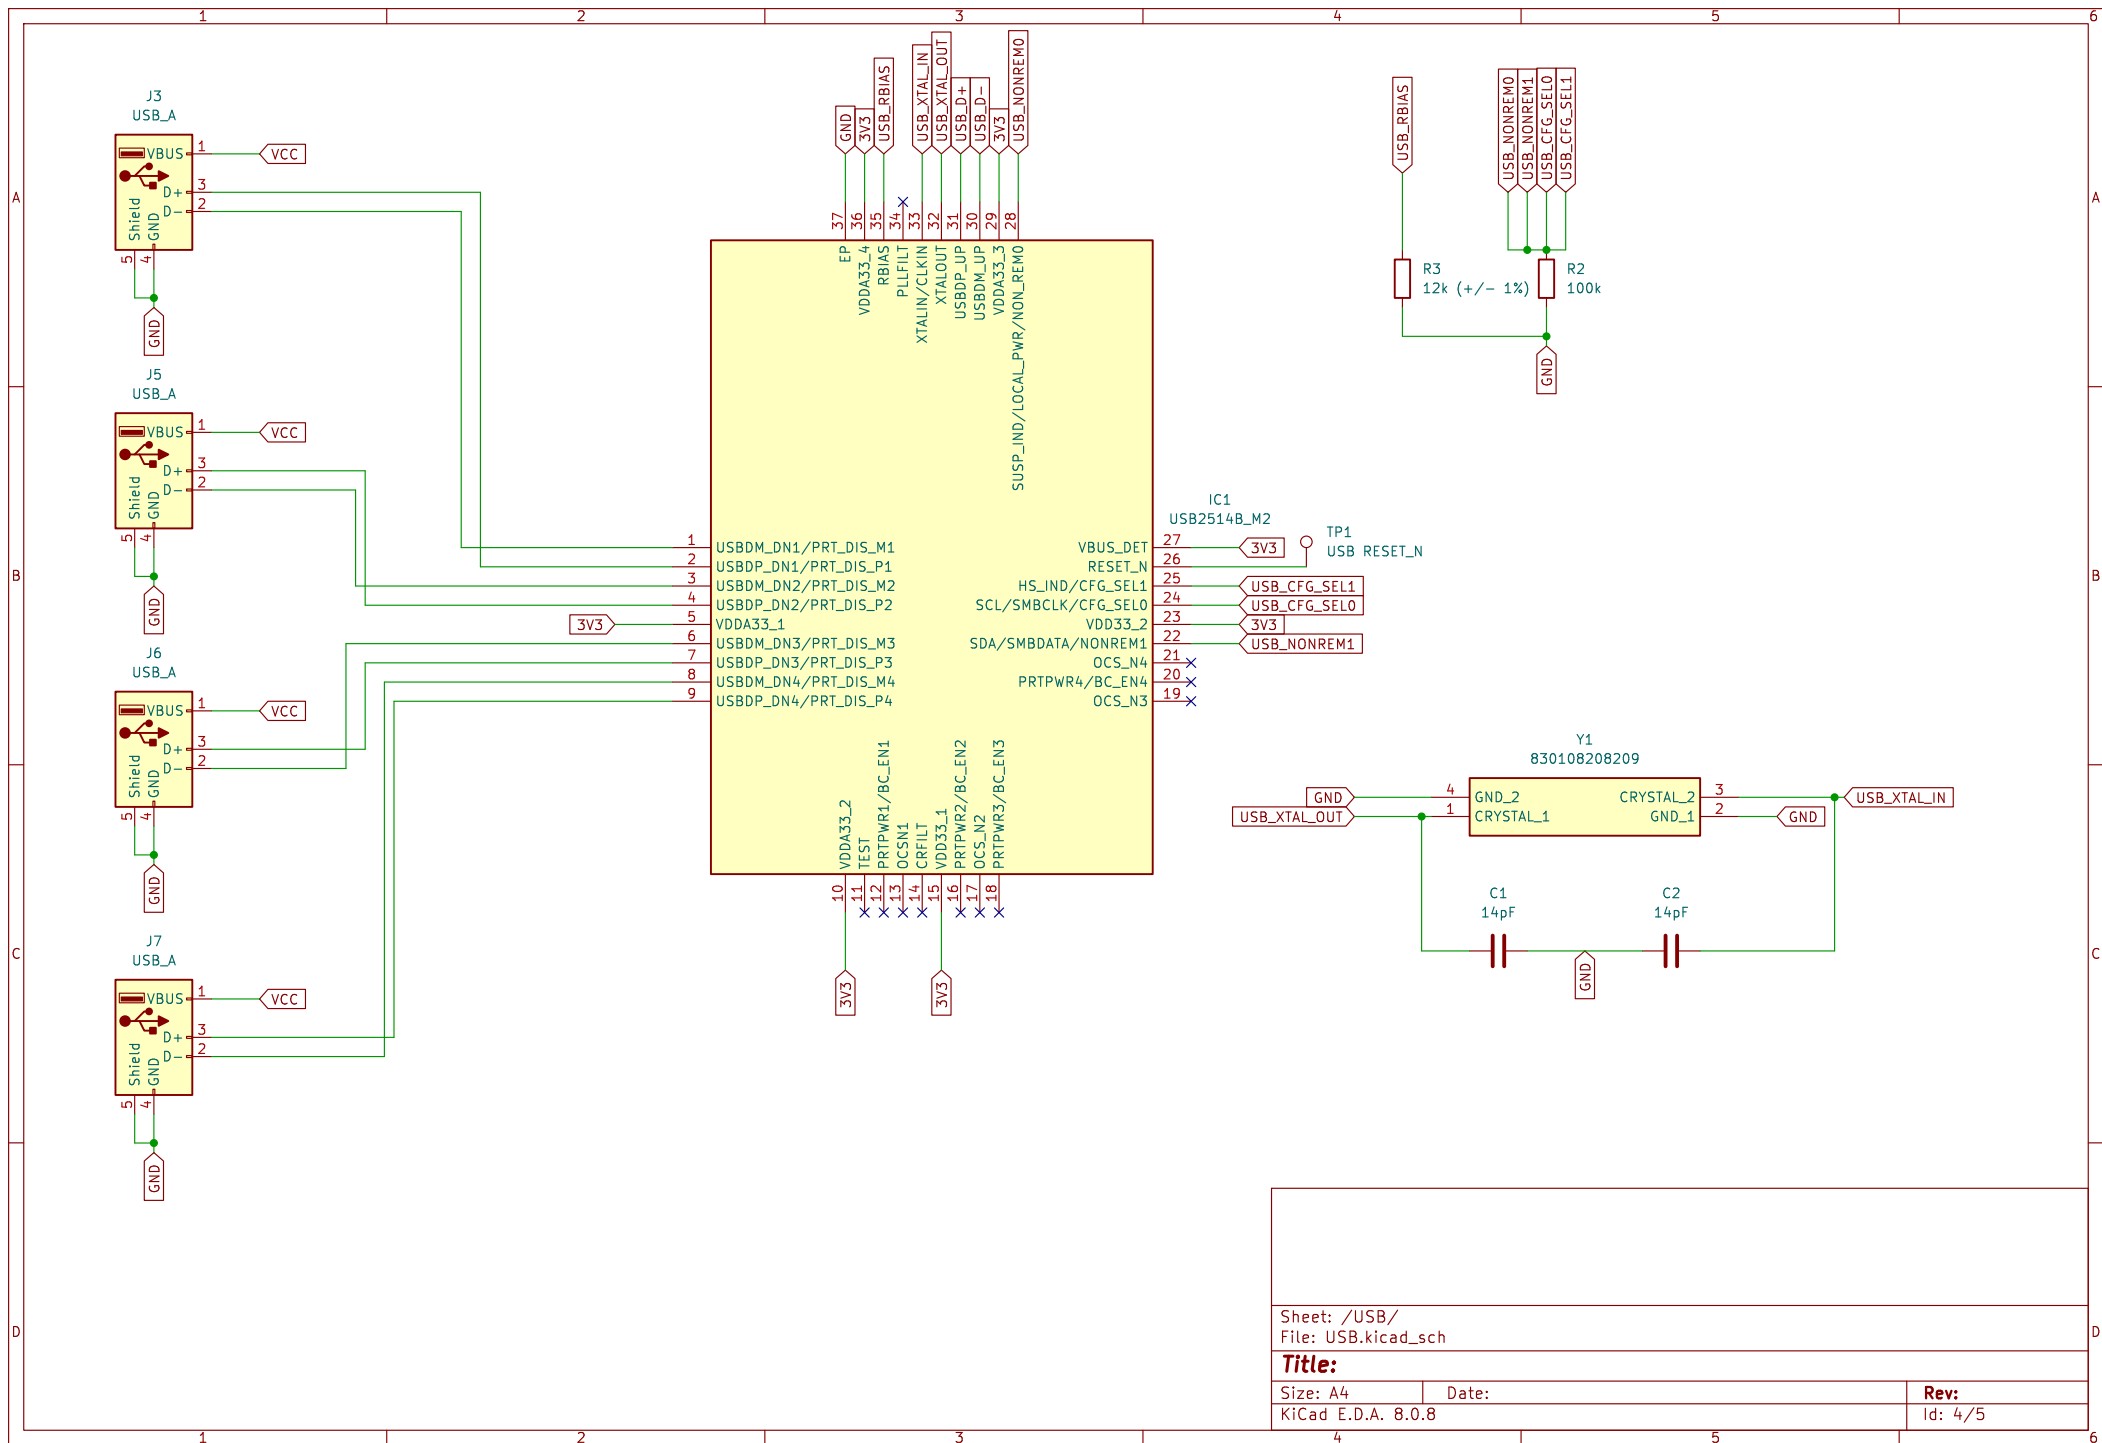 1 2 3 4 5 6
A
B
C
D
A
B
C
D
1 2 3 4 5 6
J3
USB_A
VBUS
D+
D-
Shield
GND
1
3
2
5
4
VCC
GND
J5
USB_A
VBUS
D+
D-
Shield
GND
1
3
2
5
4
VCC
GND
J6
USB_A
VBUS
D+
D-
Shield
GND
1
3
2
5
4
VCC
GND
J7
USB_A
VBUS
D+
D-
Shield
GND
1
3
2
5
4
VCC
GND
GND
3V3
USB_RBIAS
USB_XTAL_IN
USB_XTAL_OUT
USB_D+
USB_D-
3V3
USB_NONREM0
37
36
35
34
33
32
31
30
29
28
EP
VDDA33_4
RBIAS
PLLFILT
XTALIN/CLKIN
XTALOUT
USBDP_UP
USBDM_UP
VDDA33_3
SUSP_IND/LOCAL_PWR/NON_REM0
IC1
USB2514B_M2
1 USBDM_DN1/PRT_DIS_M1
2 USBDP_DN1/PRT_DIS_P1
3 USBDM_DN2/PRT_DIS_M2
4 USBDP_DN2/PRT_DIS_P2
3V3 5 VDDA33_1
6 USBDM_DN3/PRT_DIS_M3
7 USBDP_DN3/PRT_DIS_P3
8 USBDM_DN4/PRT_DIS_M4
9 USBDP_DN4/PRT_DIS_P4
VBUS_DET 27 3V3
RESET_N 26
HS_IND/CFG_SEL1 25 USB_CFG_SEL1
SCL/SMBCLK/CFG_SEL0 24 USB_CFG_SEL0
VDD33_2 23 3V3
SDA/SMBDATA/NONREM1 22 USB_NONREM1
OCS_N4 21
PRTPWR4/BC_EN4 20
OCS_N3 19
TP1
USB RESET_N
VDDA33_2
TEST
PRTPWR1/BC_EN1
OCSN1
CRFILT
VDD33_1
PRTPWR2/BC_EN2
OCS_N2
PRTPWR3/BC_EN3
10
11
12
13
14
15
16
17
18
3V3
3V3
USB_RBIAS
USB_NONREM0
USB_NONREM1
USB_CFG_SEL0
USB_CFG_SEL1
R3
12k (+/- 1%)
R2
100k
GND
Y1
830108208209
GND 4 GND_2
USB_XTAL_OUT 1 CRYSTAL_1
CRYSTAL_2 3 USB_XTAL_IN
GND_1 2 GND
C1
14pF
C2
14pF
GND
Sheet: /USB/
File: USB.kicad_sch
Title:
Size: A4 Date: Rev:
KiCad E.D.A. 8.0.8 Id: 4/5